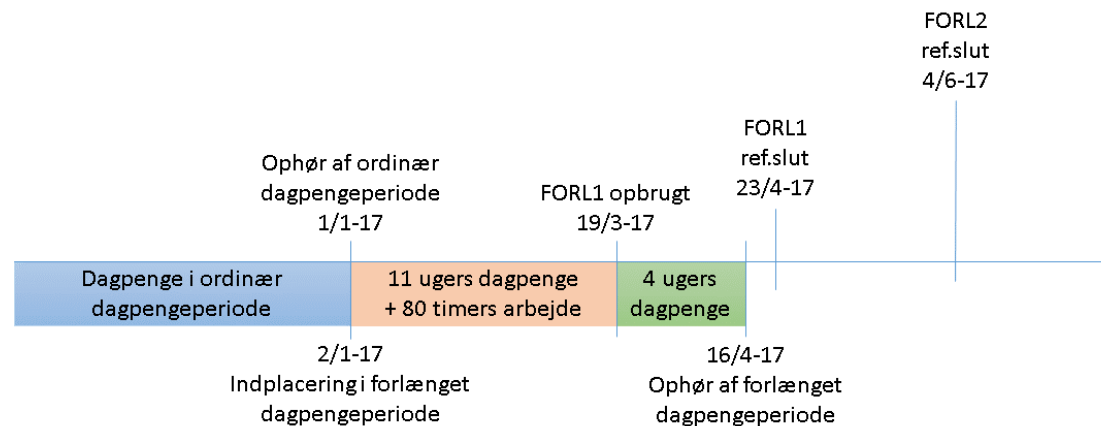 FORL2
ref.slut
4/6-17
FORL1
ref.slut
23/4-17
Ophør af ordinær
dagpengeperiode
1/1-17
FORL1 opbrugt
19/3-17
Dagpenge i ordinær
dagpengeperiode
11 ugers dagpenge
+ 80 timers arbejde
4 ugers
dagpenge
2/1-17
Indplacering i forlænget
dagpengeperiode
16/4-17
Ophør af forlænget
dagpengeperiode